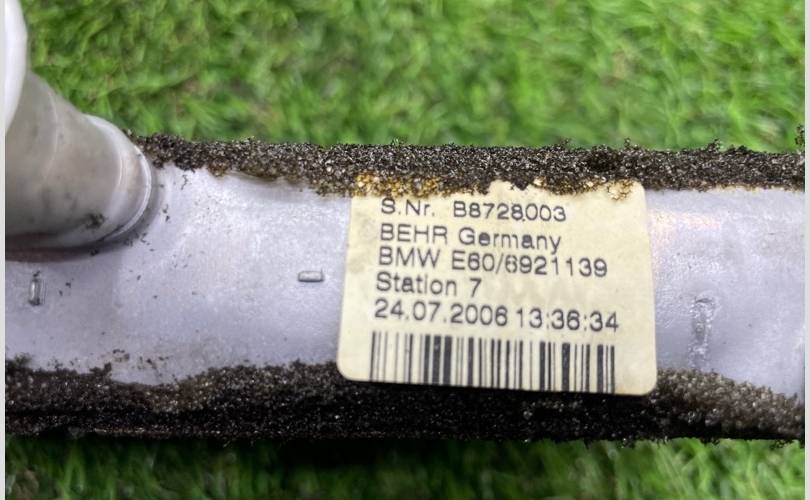 S.Nr. B8728003
BEHR Germany
BMW E60/6921139
Station 7
24.07.2006 13:36:34